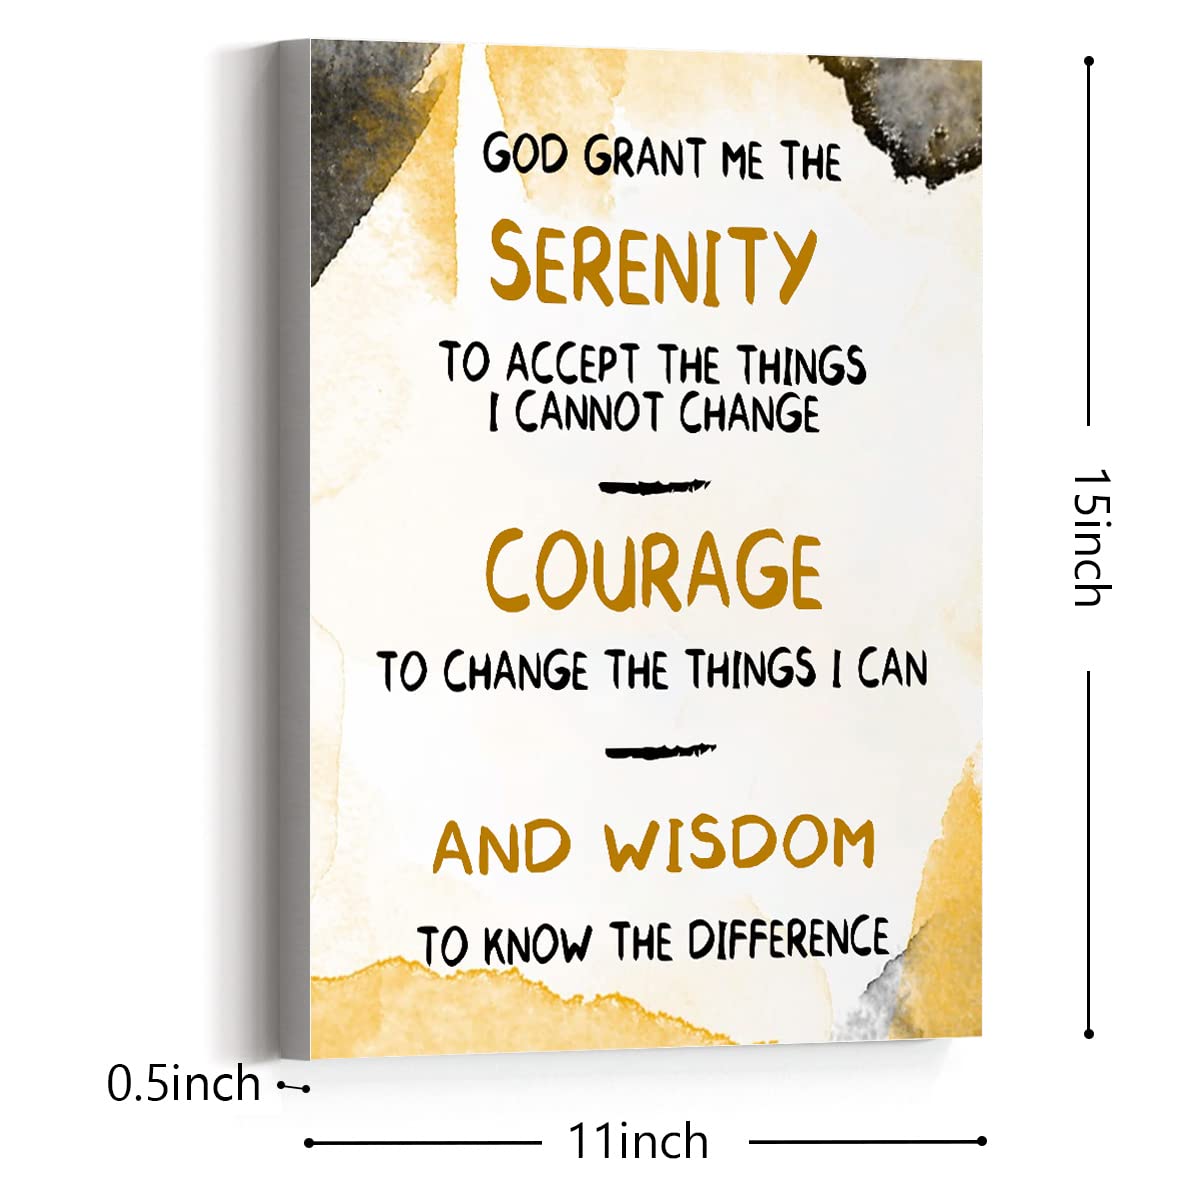 GOD GRANT ME THE
SERENITY
TO ACCEPT THE THINGS
I CANNOT CHANGE
COURAGE
TO CHANGE THE THINGS I CAN
AND WISDOM
TO KNOW THE DIFFERENCE
15inch
0.5inch
11inch